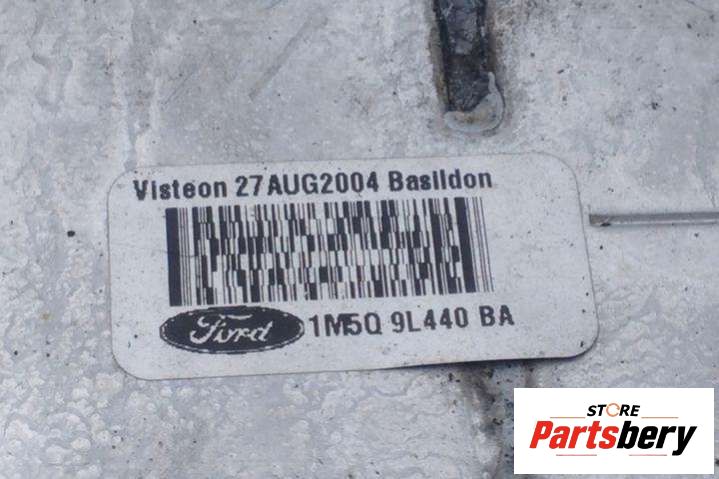 Visteon 27AUG2004 Basildon
Ford 1M5Q 9L440 BA
STORE
Partsbery